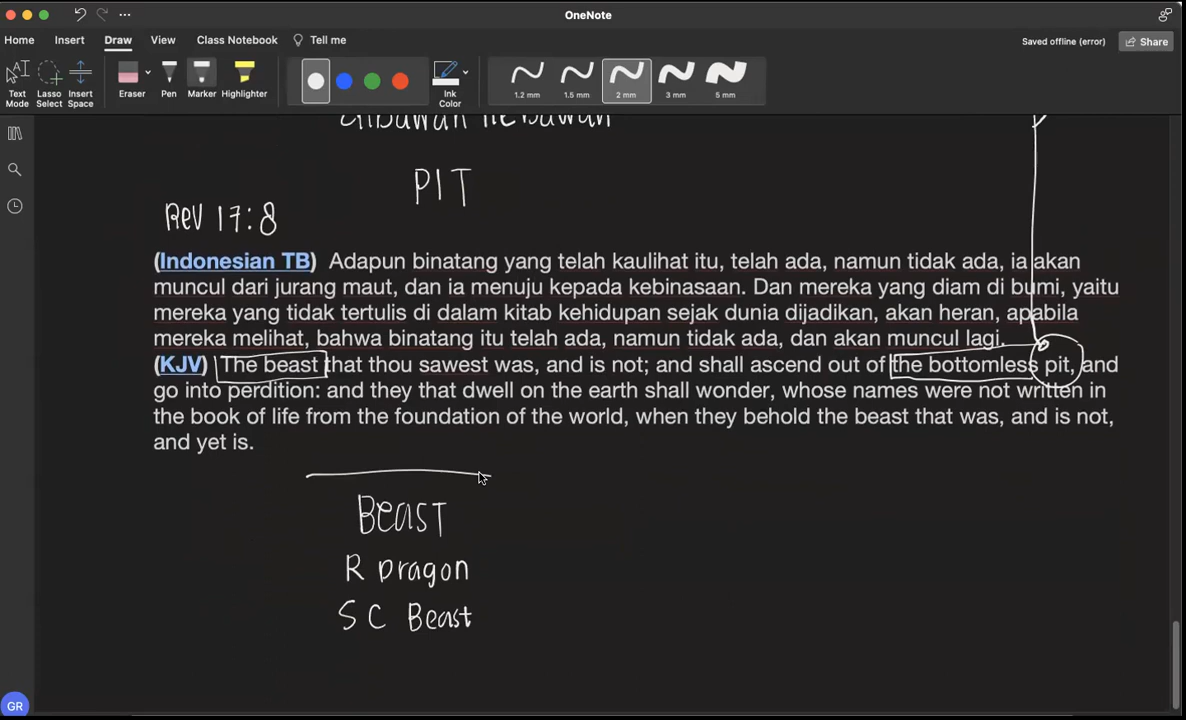 OneNote
Home Insert Draw View Class Notebook Tell me
Saved offline (error) Share
Text Mode
Lasso Select
Insert Space
Eraser
Pen
Marker
Highlighter
Ink Color
1.2 mm
1.5 mm
2 mm
3 mm
5 mm
PIT
Rev 17:8
(Indonesian TB) Adapun binatang yang telah kaulihat itu, telah ada, namun tidak ada, ia akan
muncul dari jurang maut, dan ia menuju kepada kebinasaan. Dan mereka yang diam di bumi, yaitu
mereka yang tidak tertulis di dalam kitab kehidupan sejak dunia dijadikan, akan heran, apabila
mereka melihat, bahwa binatang itu telah ada, namun tidak ada, dan akan muncul lagi.
(KJV) The beast that thou sawest was, and is not; and shall ascend out of the bottomless pit, and
go into perdition: and they that dwell on the earth shall wonder, whose names were not written in
the book of life from the foundation of the world, when they behold the beast that was, and is not,
and yet is.
Beast
R Dragon
S C Beast
GR